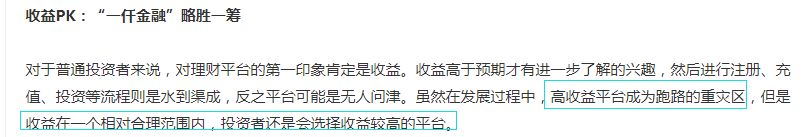 收益PK：“一仟金融”略胜一筹
对于普通投资者来说，对理财平台的第一印象肯定是收益。收益高于预期才有进一步了解的兴趣，然后进行注册、充
值、投资等流程则是水到渠成，反之平台可能是无人问津。虽然在发展过程中，高收益平台成为跑路的重灾区，但是
收益在一个相对合理范围内，投资者还是会选择收益较高的平台。